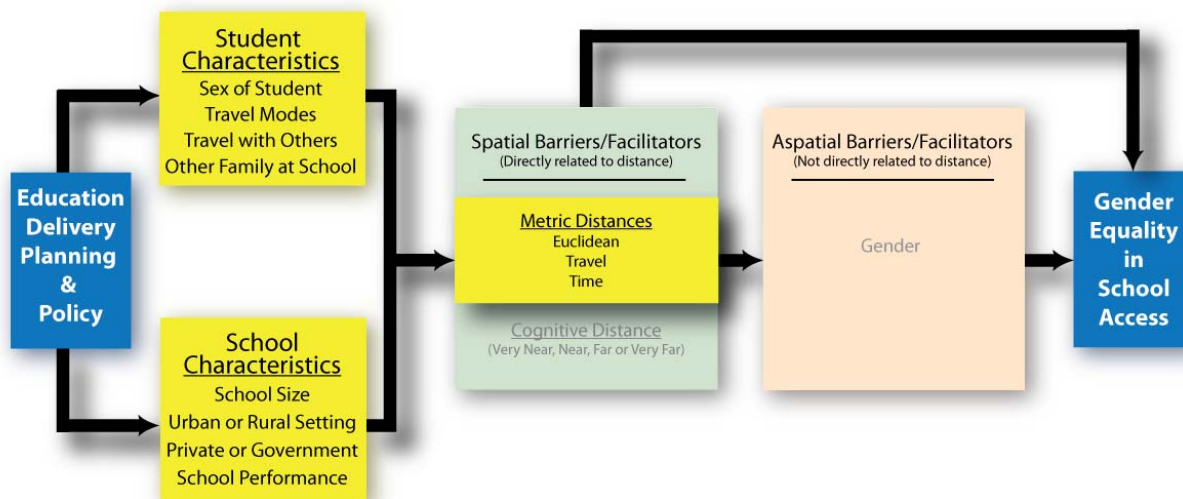 Education
Delivery
Planning
&
Policy
Student
Characteristics
Sex of Student
Travel Modes
Travel with Others
Other Family at School
School
Characteristics
School Size
Urban or Rural Setting
Private or Government
School Performance
Spatial Barriers/Facilitators
(Directly related to distance)
Metric Distances
Euclidean
Travel
Time
Cognitive Distance
(Very Near, Near, Far or Very Far)
Aspatial Barriers/Facilitators
(Not directly related to distance)
Gender
Gender
Equality
in
School
Access